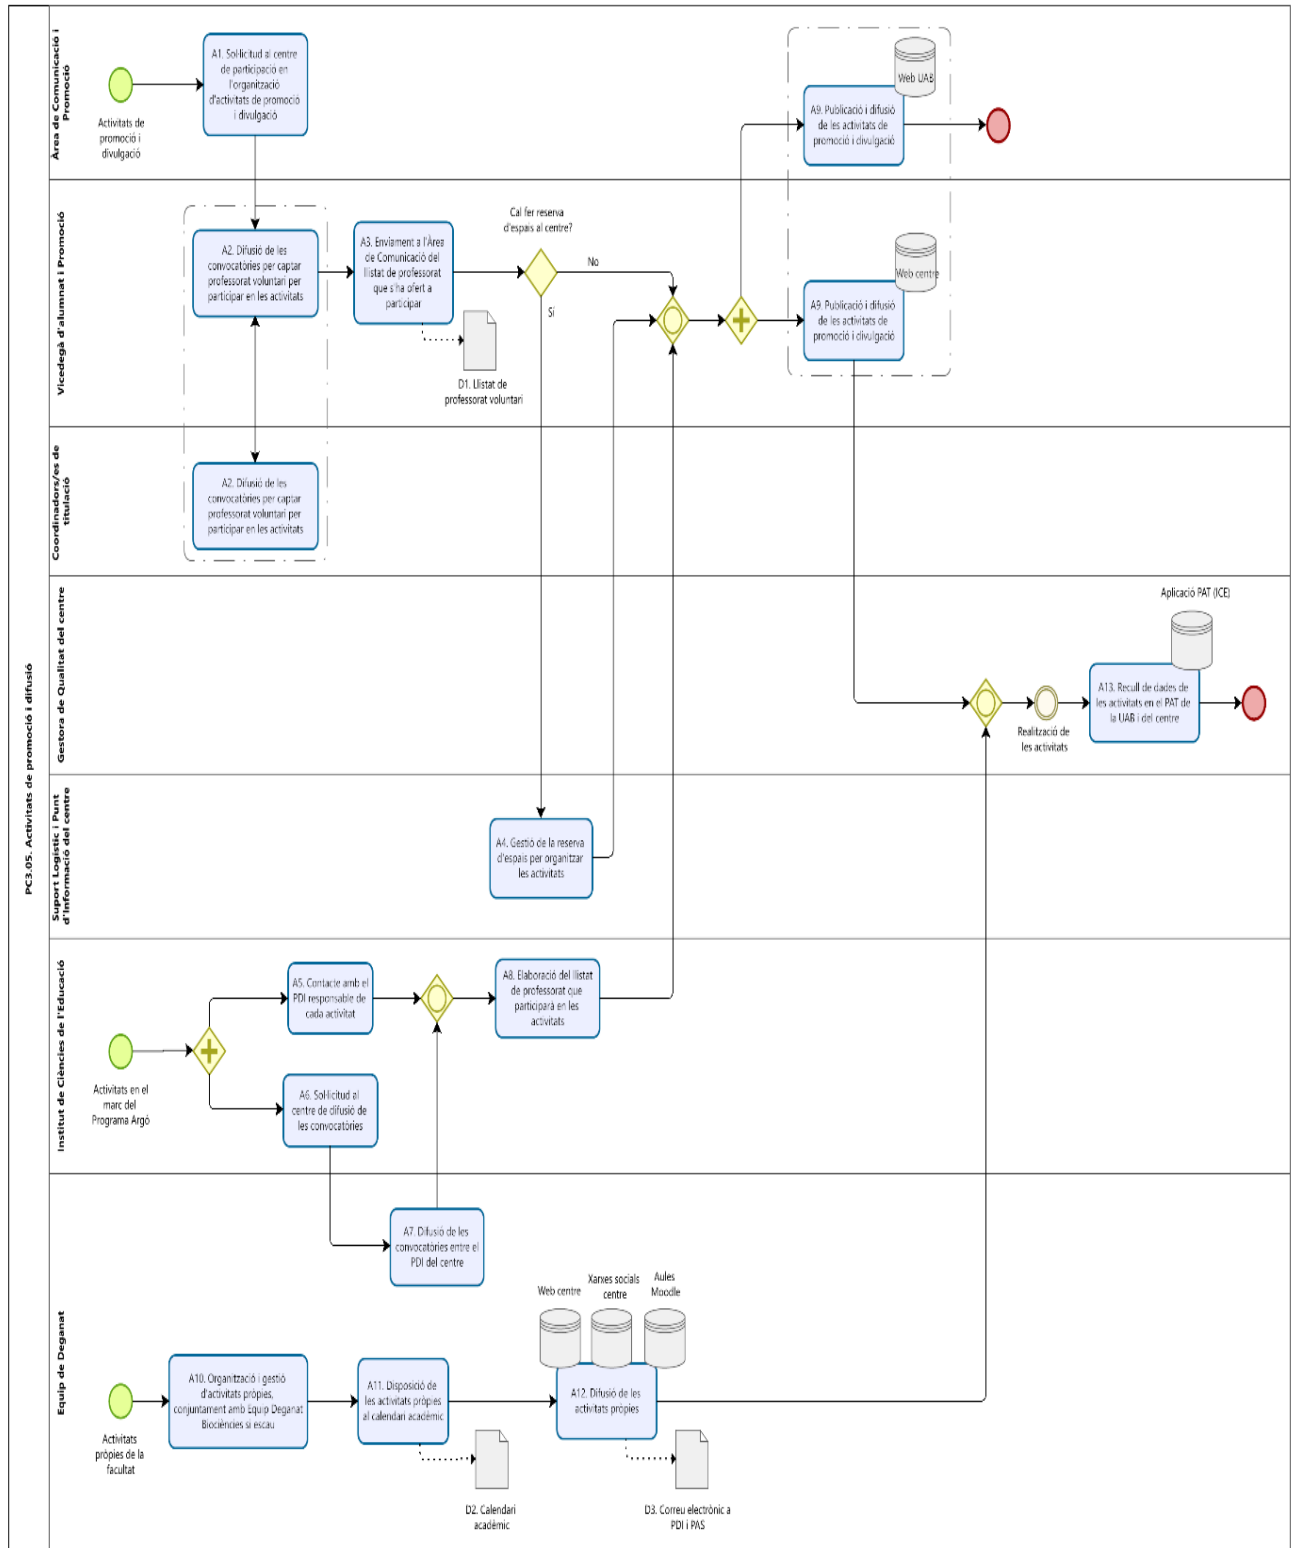 PC3.05. Activitats de promoció i difusió
Àrea de Comunicació i
Promoció
Activitats de
promoció i
divulgació
A1. Sol·licitud al centre
de participació en
l'organització
d'activitats de promoció
i divulgació
Web UAB
A9. Publicació i difusió
de les activitats de
promoció i divulgació
Vicedegà d'alumnat i Promoció
A2. Difusió de les
convocatòries per captar
professorat voluntari per
participar en les activitats
A3. Enviament a l'Àrea
de Comunicació del
llistat de professorat
que s'ha ofert a
participar
D1. Llistat de
professorat voluntari
Cal fer reserva
d'espais al centre?
No
Sí
Web centre
A9. Publicació i difusió
de les activitats de
promoció i divulgació
Coordinadors/es de
titulació
A2. Difusió de les
convocatòries per captar
professorat voluntari per
participar en les activitats
Gestora de Qualitat del centre
Realització de
les activitats
Aplicació PAT (ICE)
A13. Recull de dades de
les activitats en el PAT de
la UAB i del centre
Suport Logístic i Punt
d'Informació del centre
A4. Gestió de la reserva
d'espais per organitzar
les activitats
Institut de Ciències de l'Educació
Activitats en el
marc del
Programa Argó
A5. Contacte amb el
PDI responsable de
cada activitat
A6. Sol·licitud al
centre de difusió de
les convocatòries
A8. Elaboració del llistat
de professorat que
participarà en les
activitats
Equip de Deganat
A7. Difusió de les
convocatòries entre el
PDI del centre
Activitats
pròpies de la
facultat
A10. Organització i gestió
d'activitats pròpies,
conjuntament amb Equip Deganat
Biociències si escau
A11. Disposició de
les activitats pròpies
al calendari acadèmic
D2. Calendari
acadèmic
Web centre
Xarxes socials
centre
Aules
Moodle
A12. Difusió de les
activitats pròpies
D3. Correu electrònic a
PDI i PAS